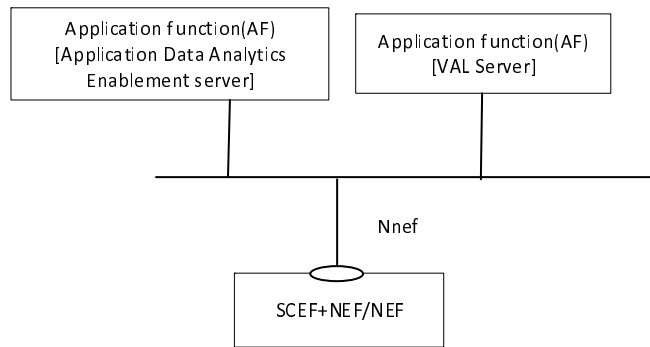 Application function(AF)
[Application Data Analytics
Enablement server]
Application function(AF)
[VAL Server]
Nnef
SCEF+NEF/NEF